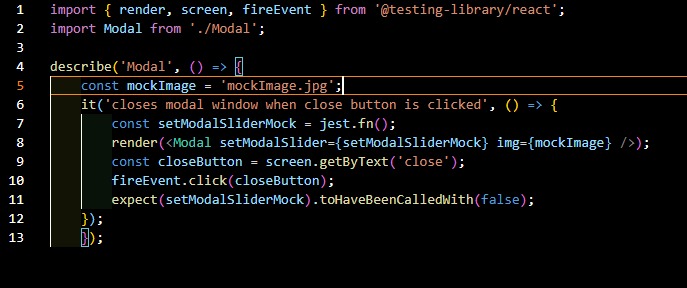 1 import { render, screen, fireEvent } from '@testing-library/react';
2 import Modal from './Modal';
3
4 describe('Modal', () => {
5     const mockImage = 'mockImage.jpg';
6     it('closes modal window when close button is clicked', () => {
7         const setModalSliderMock = jest.fn();
8         render(<Modal setModalSlider={setModalSliderMock} img={mockImage} />);
9         const closeButton = screen.getByText('close');
10         fireEvent.click(closeButton);
11         expect(setModalSliderMock).toHaveBeenCalledWith(false);
12     });
13     });